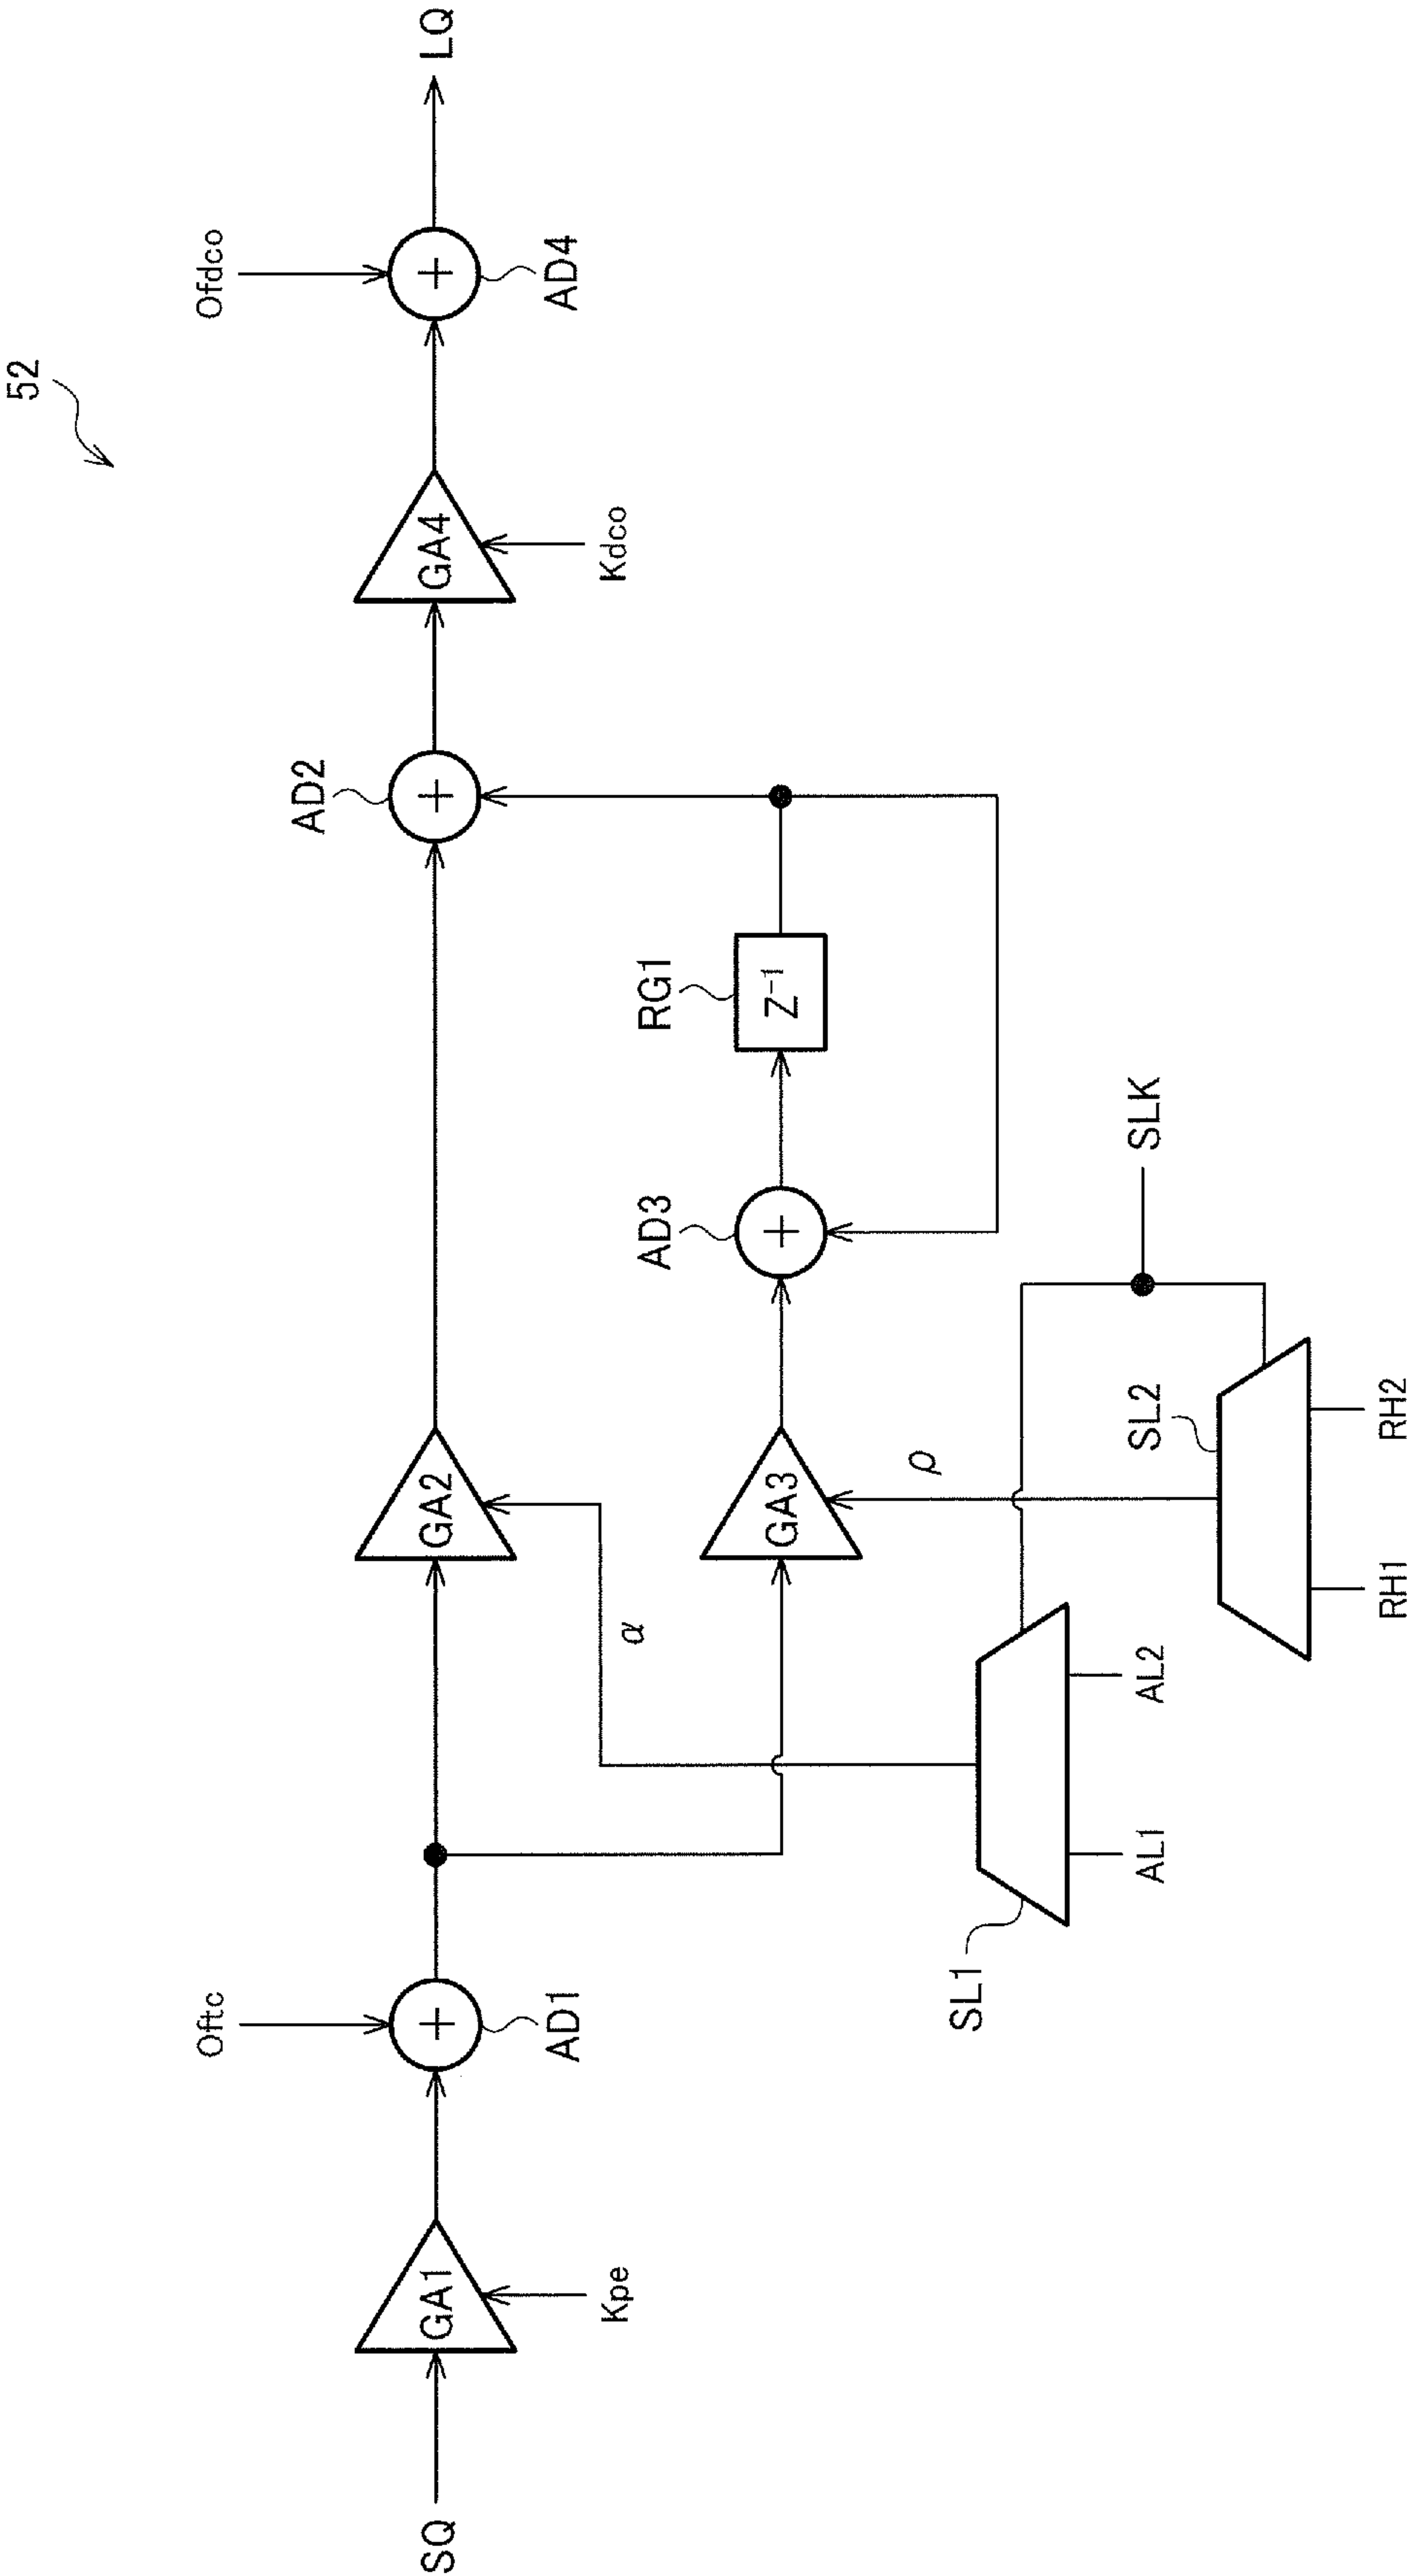 52
SQ
GA1
Kpe
Oftc
+
AD1
GA2
α
AD2
+
GA4
Kdco
Ofdco
+
AD4
LQ
GA3
ρ
AD3
+
RG1
Z⁻¹
SL1
AL1
AL2
SL2
RH1
RH2
SLK